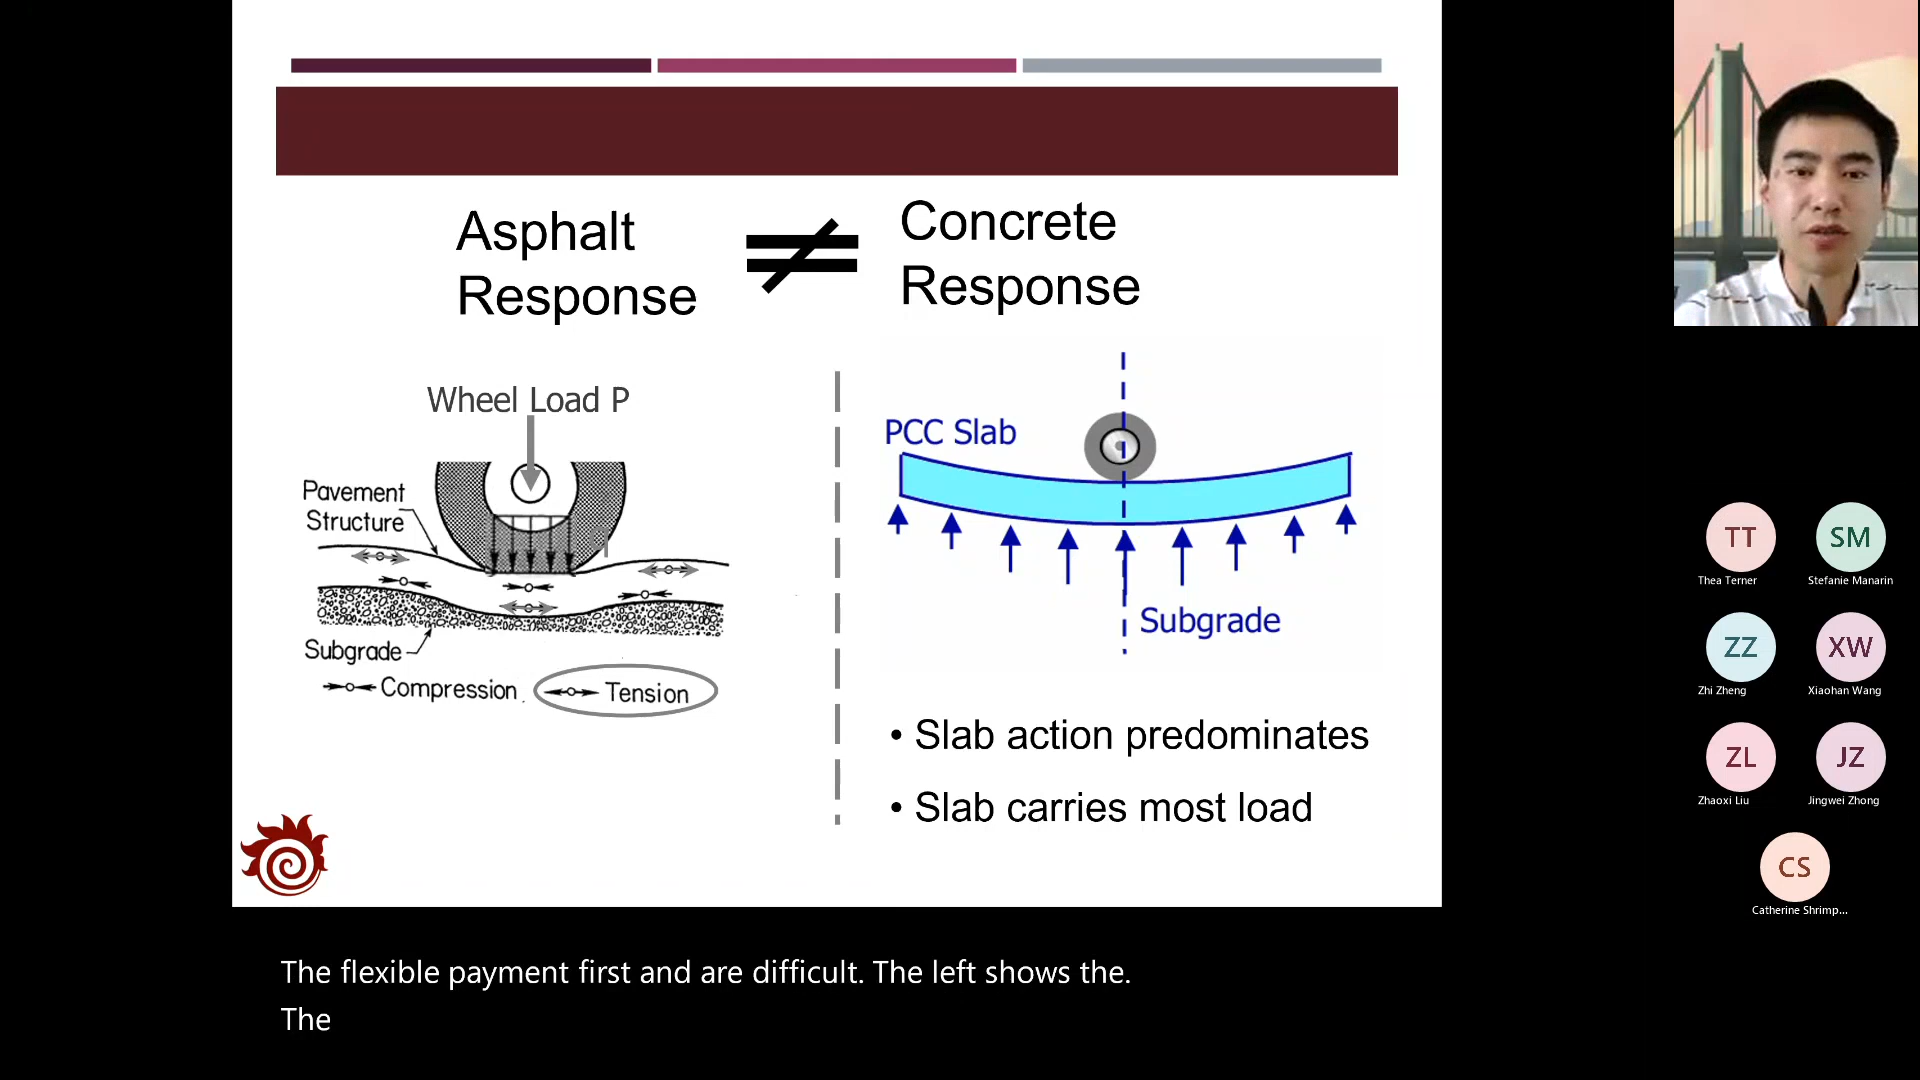 Asphalt
Response
Concrete
Response
Wheel Load P
Pavement
Structure
Subgrade
Compression
Tension
PCC Slab
Subgrade
• Slab action predominates
• Slab carries most load
TT
Thea Terner
SM
Stefanie Manarin
ZZ
Zhi Zheng
XW
Xiaohan Wang
ZL
Zhaoxi Liu
JZ
Jingwei Zhong
CS
Catherine Shrimp...
The flexible payment first and are difficult. The left shows the.
The